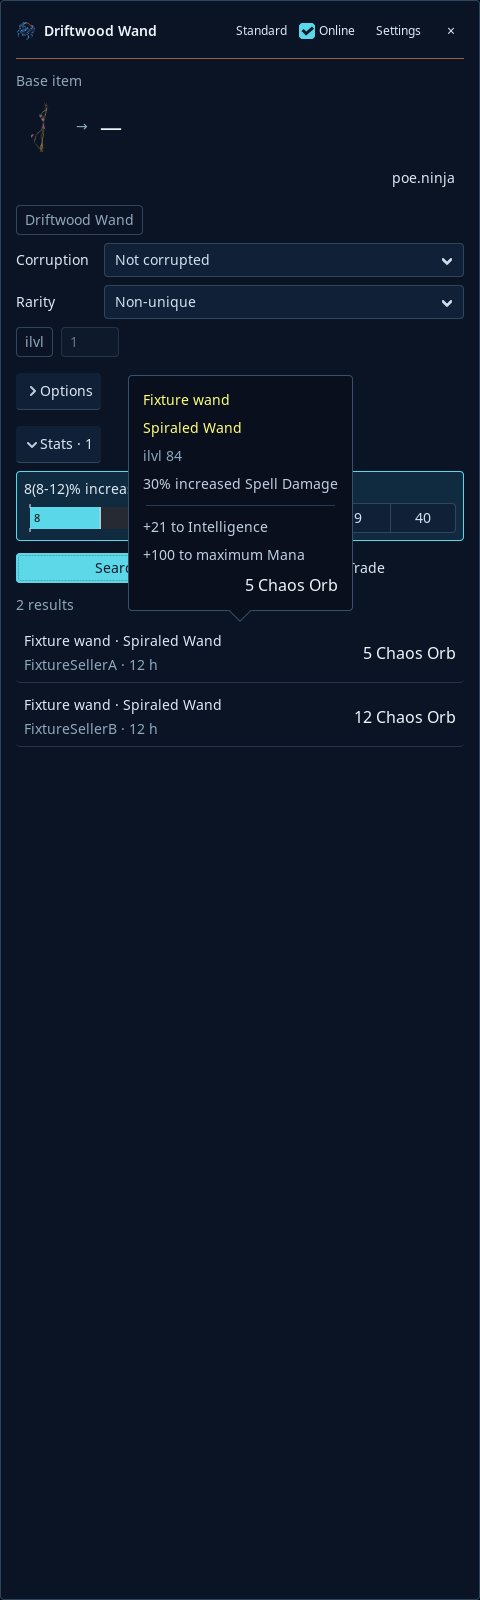 Driftwood Wand Standard Online Settings ×
Base item
→ —
poe.ninja
Driftwood Wand
Corruption Not corrupted
Rarity Non-unique
ilvl 1
Options
Stats · 1
8(8-12)%
8 9 40
Fixture wand
Spiraled Wand
ilvl 84
30% increased Spell Damage
+21 to Intelligence
+100 to maximum Mana
5 Chaos Orb
2 results
Fixture wand · Spiraled Wand
FixtureSellerA · 12 h
5 Chaos Orb
Fixture wand · Spiraled Wand
FixtureSellerB · 12 h
12 Chaos Orb